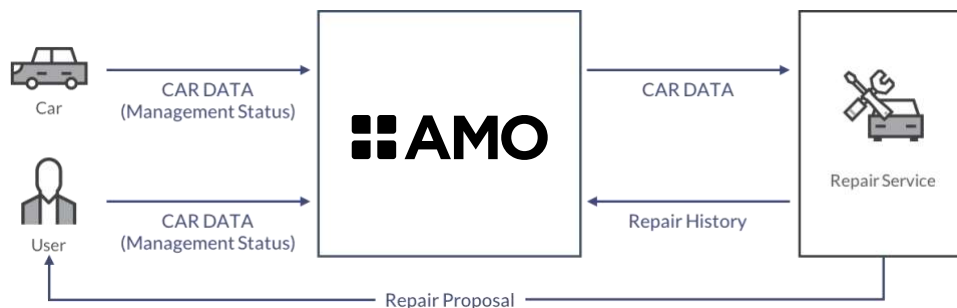 Car
CAR DATA
(Management Status)
AMO
CAR DATA
Repair Service
User
CAR DATA
(Management Status)
Repair History
Repair Proposal